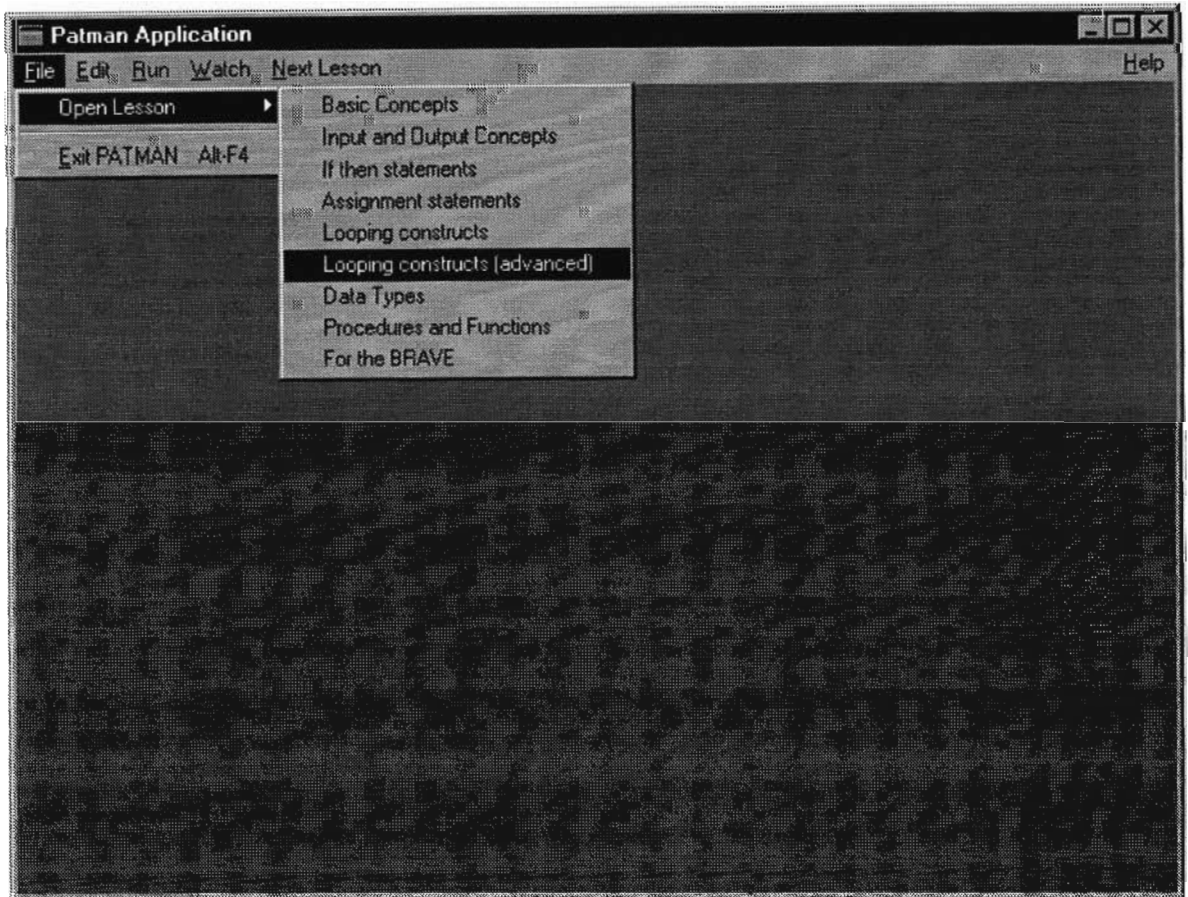 Patman Application
File Edit Run Watch Next Lesson Help
Open Lesson
Exit PATMAN Alt-F4
Basic Concepts
Input and Output Concepts
If then statements
Assignment statements
Looping constructs
Looping constructs (advanced)
Data Types
Procedures and Functions
For the BRAVE